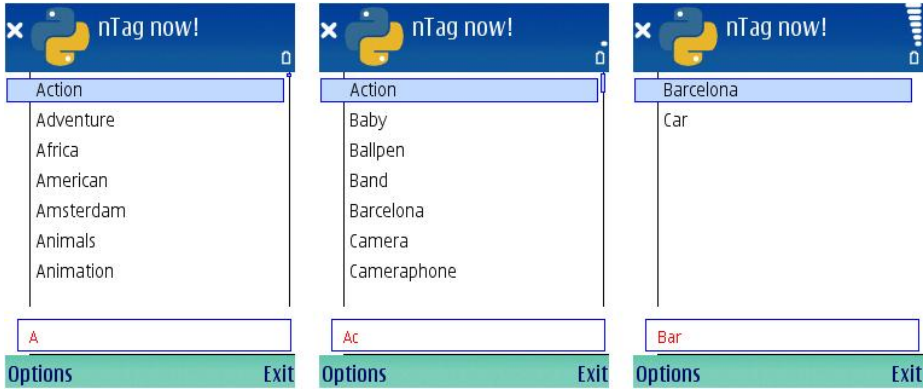 nTag now!
Action
Adventure
Africa
American
Amsterdam
Animals
Animation
A
Options Exit
nTag now!
Action
Baby
Ballpen
Band
Barcelona
Camera
Cameraphone
Ac
Options Exit
nTag now!
Barcelona
Car
Bar
Options Exit